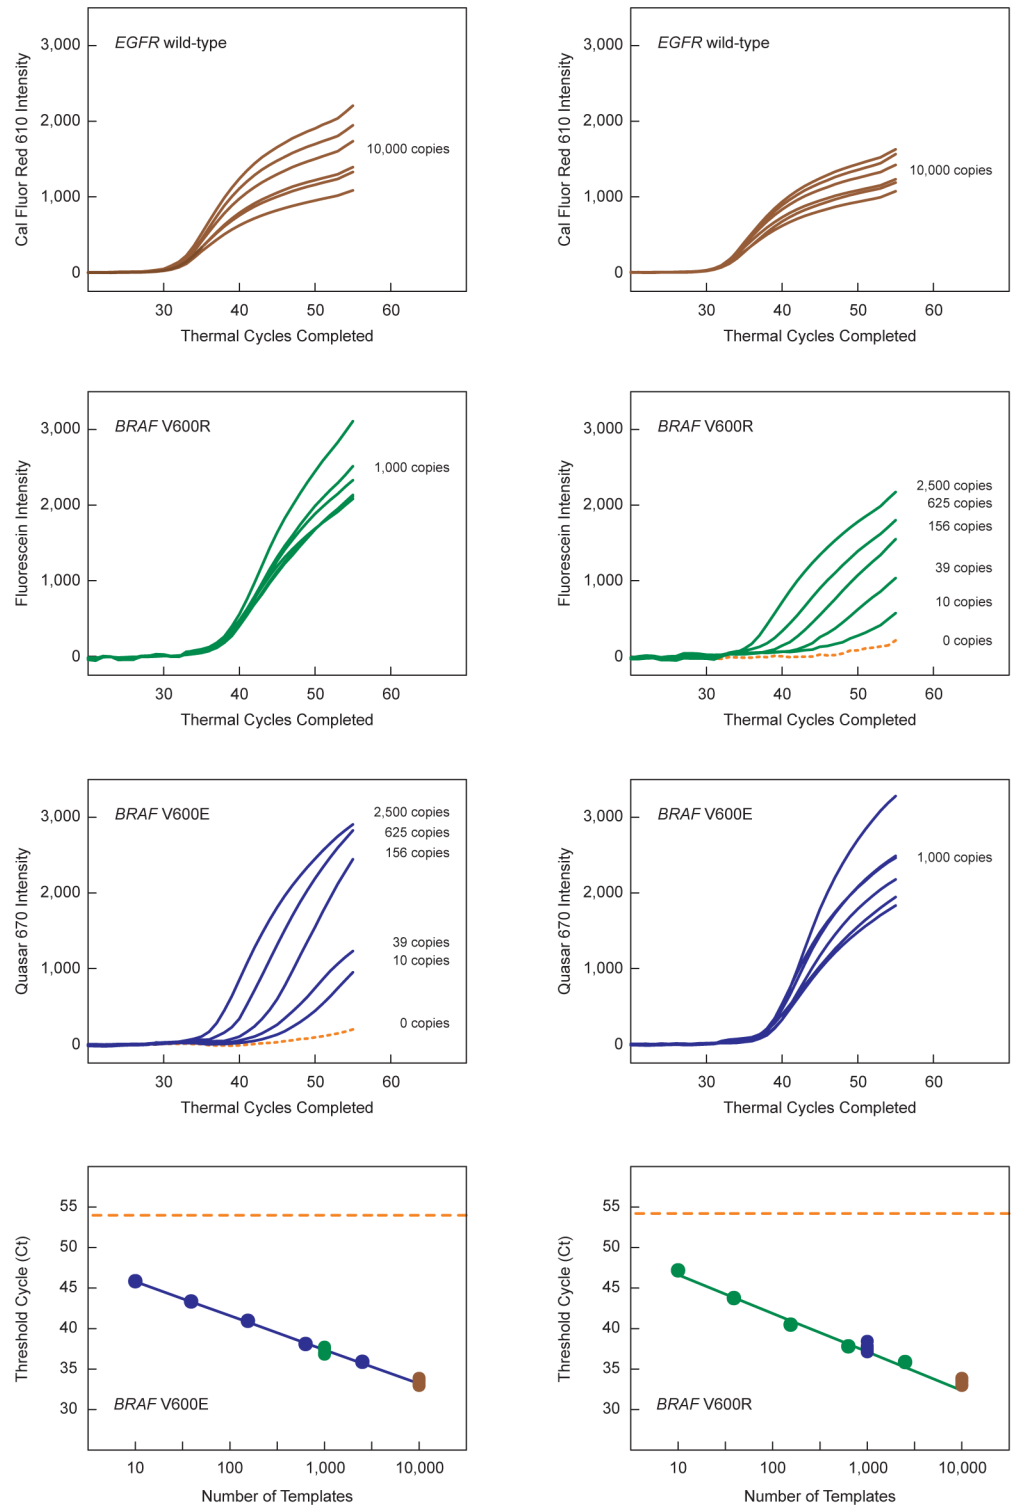 EGFR wild-type
Cal Fluor Red 610 Intensity
3,000
2,000
1,000
0
10,000 copies
30 40 50 60
Thermal Cycles Completed
EGFR wild-type
Cal Fluor Red 610 Intensity
3,000
2,000
1,000
0
10,000 copies
30 40 50 60
Thermal Cycles Completed
BRAF V600R
Fluorescein Intensity
3,000
2,000
1,000
0
1,000 copies
30 40 50 60
Thermal Cycles Completed
BRAF V600R
Fluorescein Intensity
3,000
2,000
1,000
0
2,500 copies
625 copies
156 copies
39 copies
10 copies
0 copies
30 40 50 60
Thermal Cycles Completed
BRAF V600E
Quasar 670 Intensity
3,000
2,000
1,000
0
2,500 copies
625 copies
156 copies
39 copies
10 copies
0 copies
30 40 50 60
Thermal Cycles Completed
BRAF V600E
Quasar 670 Intensity
3,000
2,000
1,000
0
1,000 copies
30 40 50 60
Thermal Cycles Completed
Threshold Cycle (Ct)
55
50
45
40
35
30
BRAF V600E
10 100 1,000 10,000
Number of Templates
Threshold Cycle (Ct)
55
50
45
40
35
30
BRAF V600R
10 100 1,000 10,000
Number of Templates